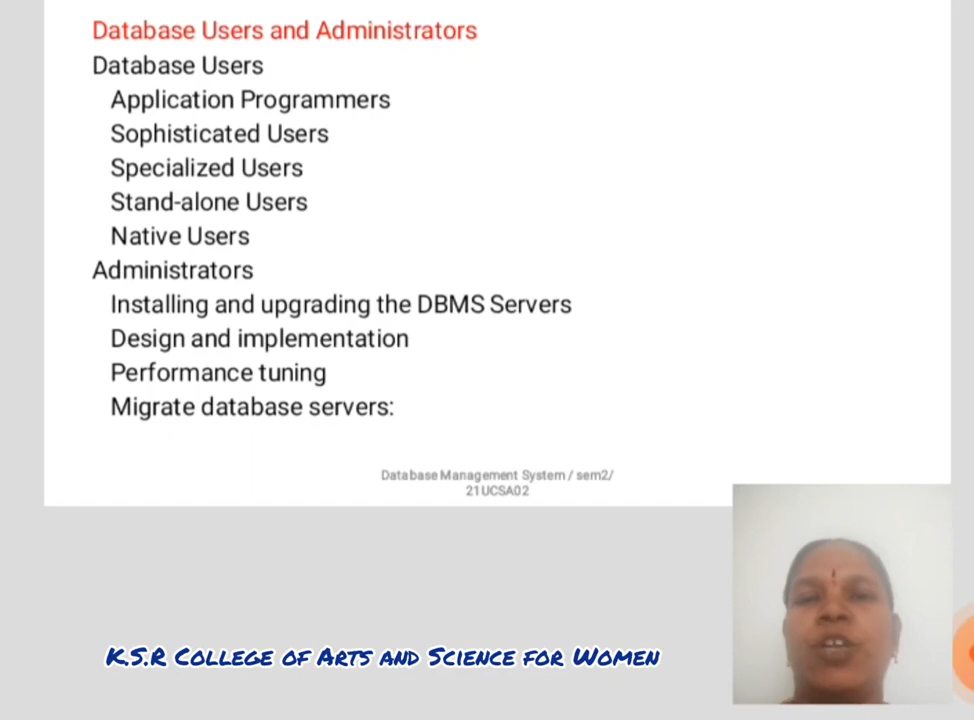 Database Users and Administrators
Database Users
Application Programmers
Sophisticated Users
Specialized Users
Stand-alone Users
Native Users
Administrators
Installing and upgrading the DBMS Servers
Design and implementation
Performance tuning
Migrate database servers:
Database Management System / sem2/
21UCSA02
K.S.R College of Arts and Science for Women